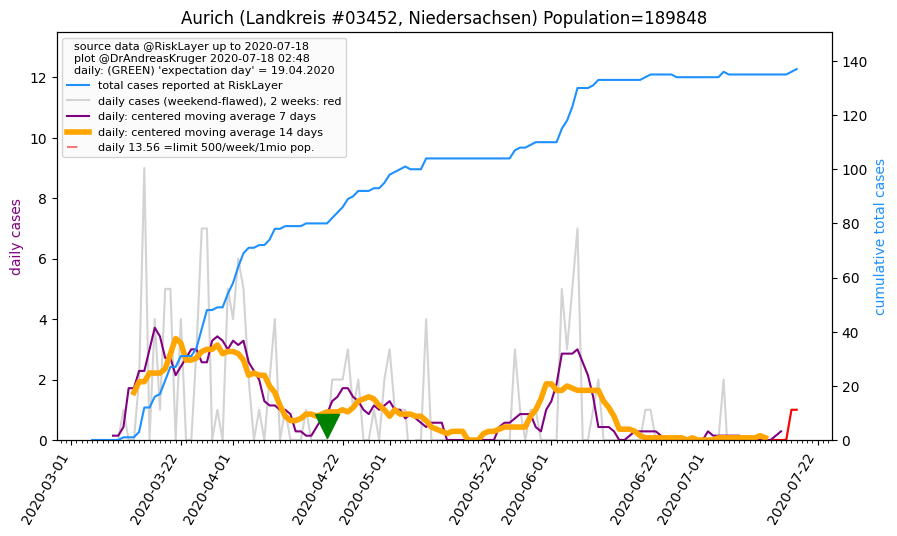 Aurich (Landkreis #03452, Niedersachsen) Population=189848
source data @RiskLayer up to 2020-07-18
plot @DrAndreasKruger 2020-07-18 02:48
daily: (GREEN) 'expectation day' = 19.04.2020
total cases reported at RiskLayer
daily cases (weekend-flawed), 2 weeks: red
daily: centered moving average 7 days
daily: centered moving average 14 days
daily 13.56 =limit 500/week/1mio pop.
daily cases
12
10
8
6
4
2
0
cumulative total cases
140
120
100
80
60
40
20
0
2020-03-01
2020-03-22
2020-04-01
2020-04-22
2020-05-01
2020-05-22
2020-06-01
2020-06-22
2020-07-01
2020-07-22